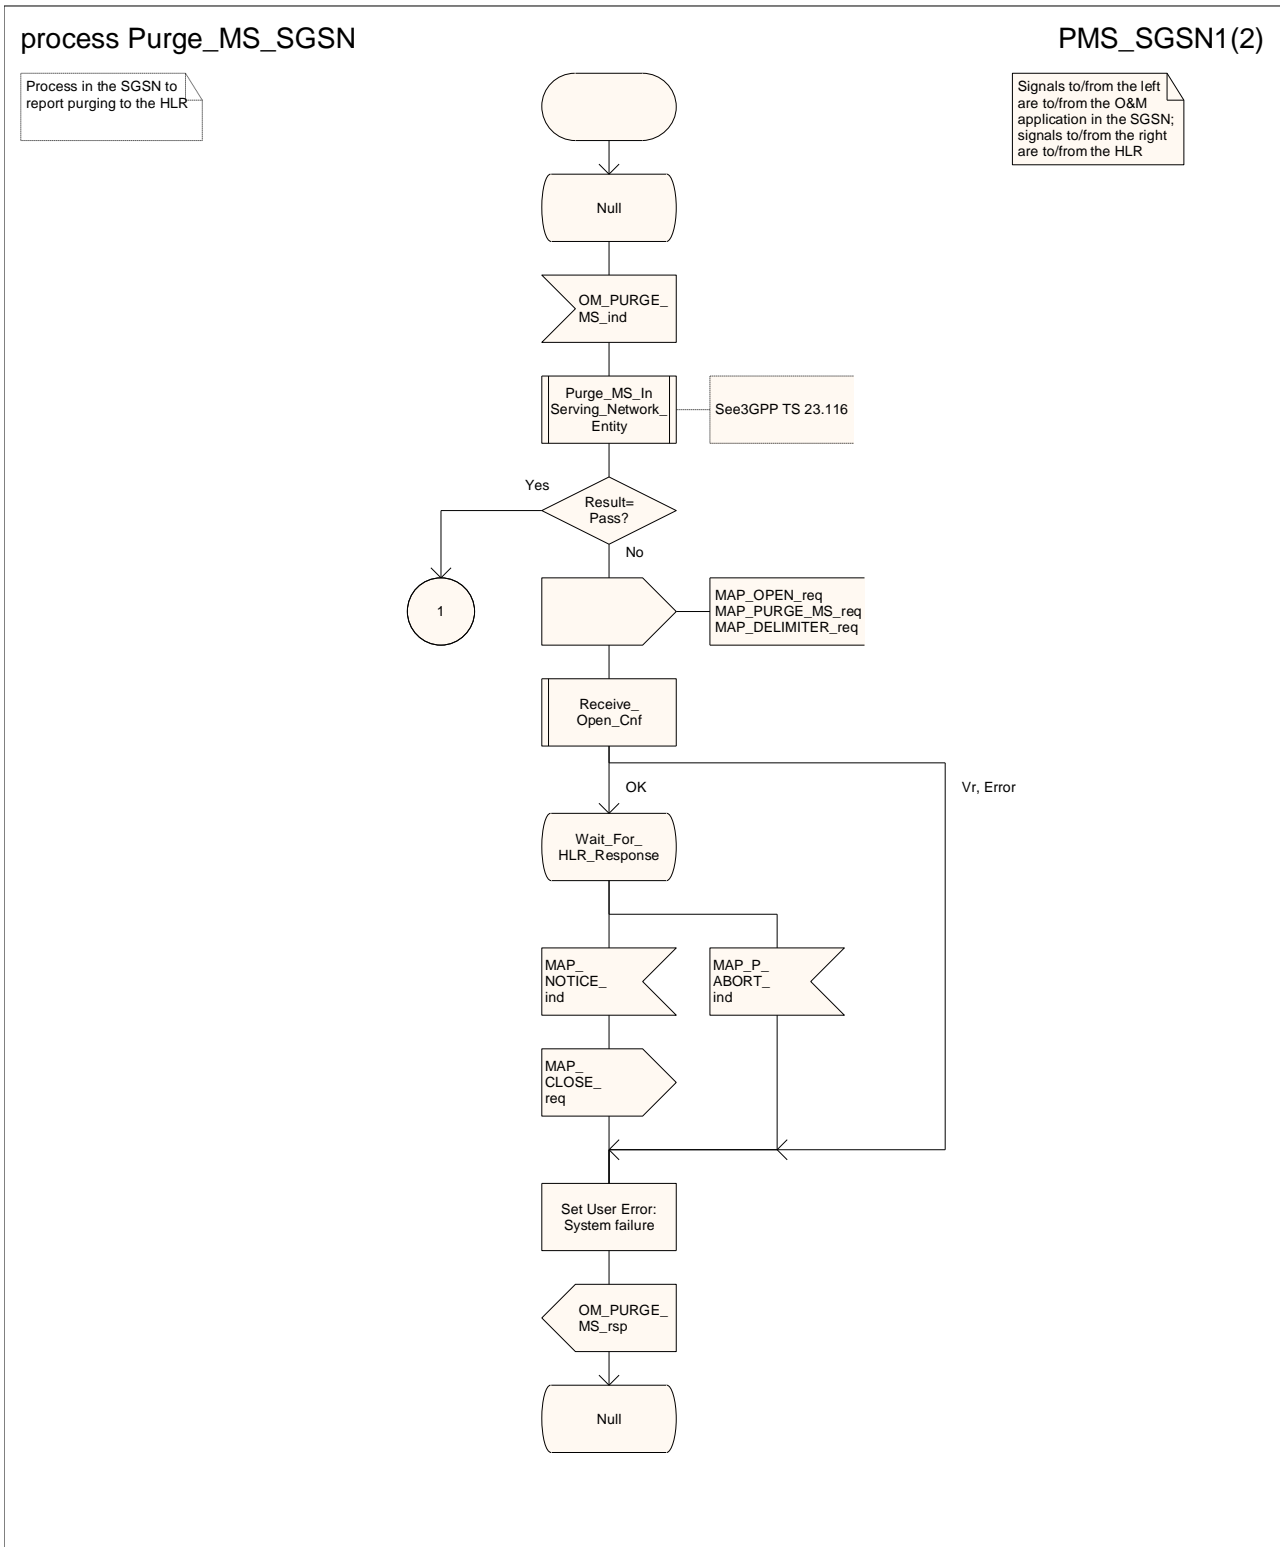 process Purge_MS_SGSN
PMS_SGSN1(2)
Process in the SGSN to
report purging to the HLR
Signals to/from the left
are to/from the O&M
application in the SGSN;
signals to/from the right
are to/from the HLR
Null
OM_PURGE_
MS_ind
Purge_MS_In
Serving_Network_
Entity
See3GPP TS 23.116
Yes
Result=
Pass?
No
1
MAP_OPEN_req
MAP_PURGE_MS_req
MAP_DELIMITER_req
Receive_
Open_Cnf
OK
Vr, Error
Wait_For_
HLR_Response
MAP_
NOTICE_
ind
MAP_P_
ABORT_
ind
MAP_
CLOSE_
req
Set User Error:
System failure
OM_PURGE_
MS_rsp
Null